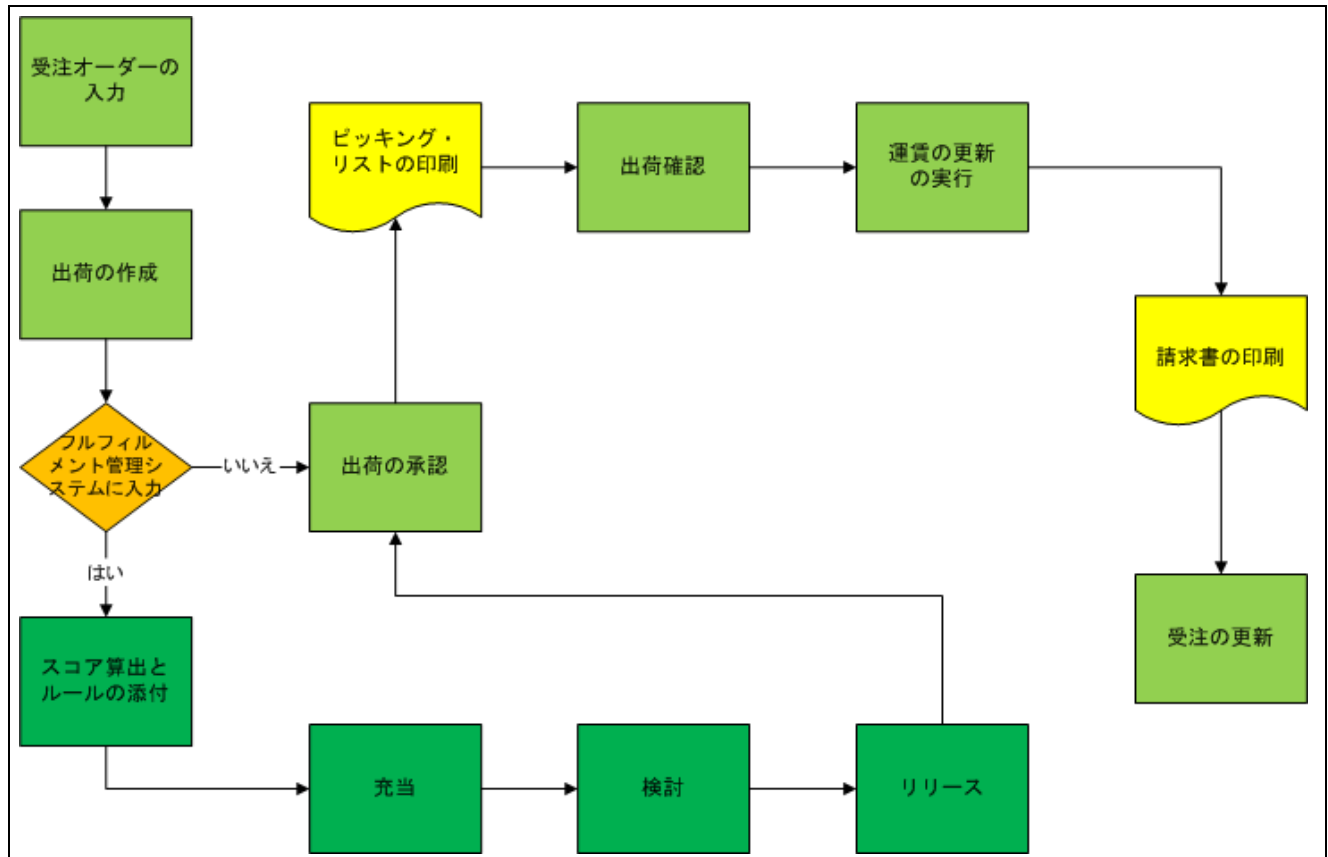 受注オーダーの
入力
出荷の作成
フルフィル
メント管理シ
ステムに入力
いいえ
はい
スコア算出と
ルールの添付
充当
検討
リリース
出荷の承認
ピッキング・
リストの印刷
出荷確認
運賃の更新
の実行
請求書の印刷
受注の更新